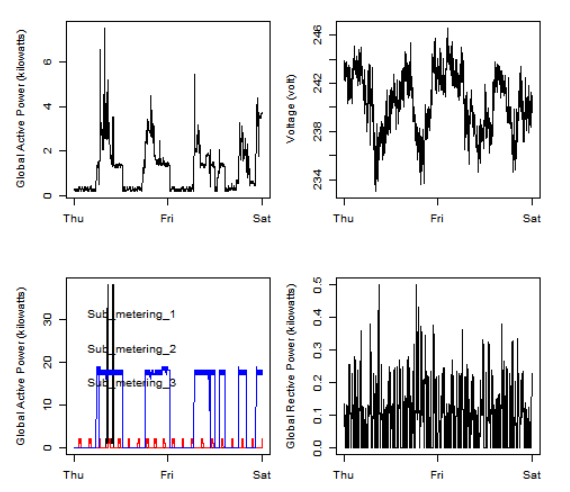 Global Active Power (kilowatts)
0 2 4 6
Thu Fri Sat
Voltage (volt)
234 238 242 246
Thu Fri Sat
Global Active Power (kilowatts)
0 10 20 30
Sub_metering_1
Sub_metering_2
Sub_metering_3
Thu Fri Sat
Global Rective Power (kilowatts)
0.0 0.1 0.2 0.3 0.4 0.5
Thu Fri Sat